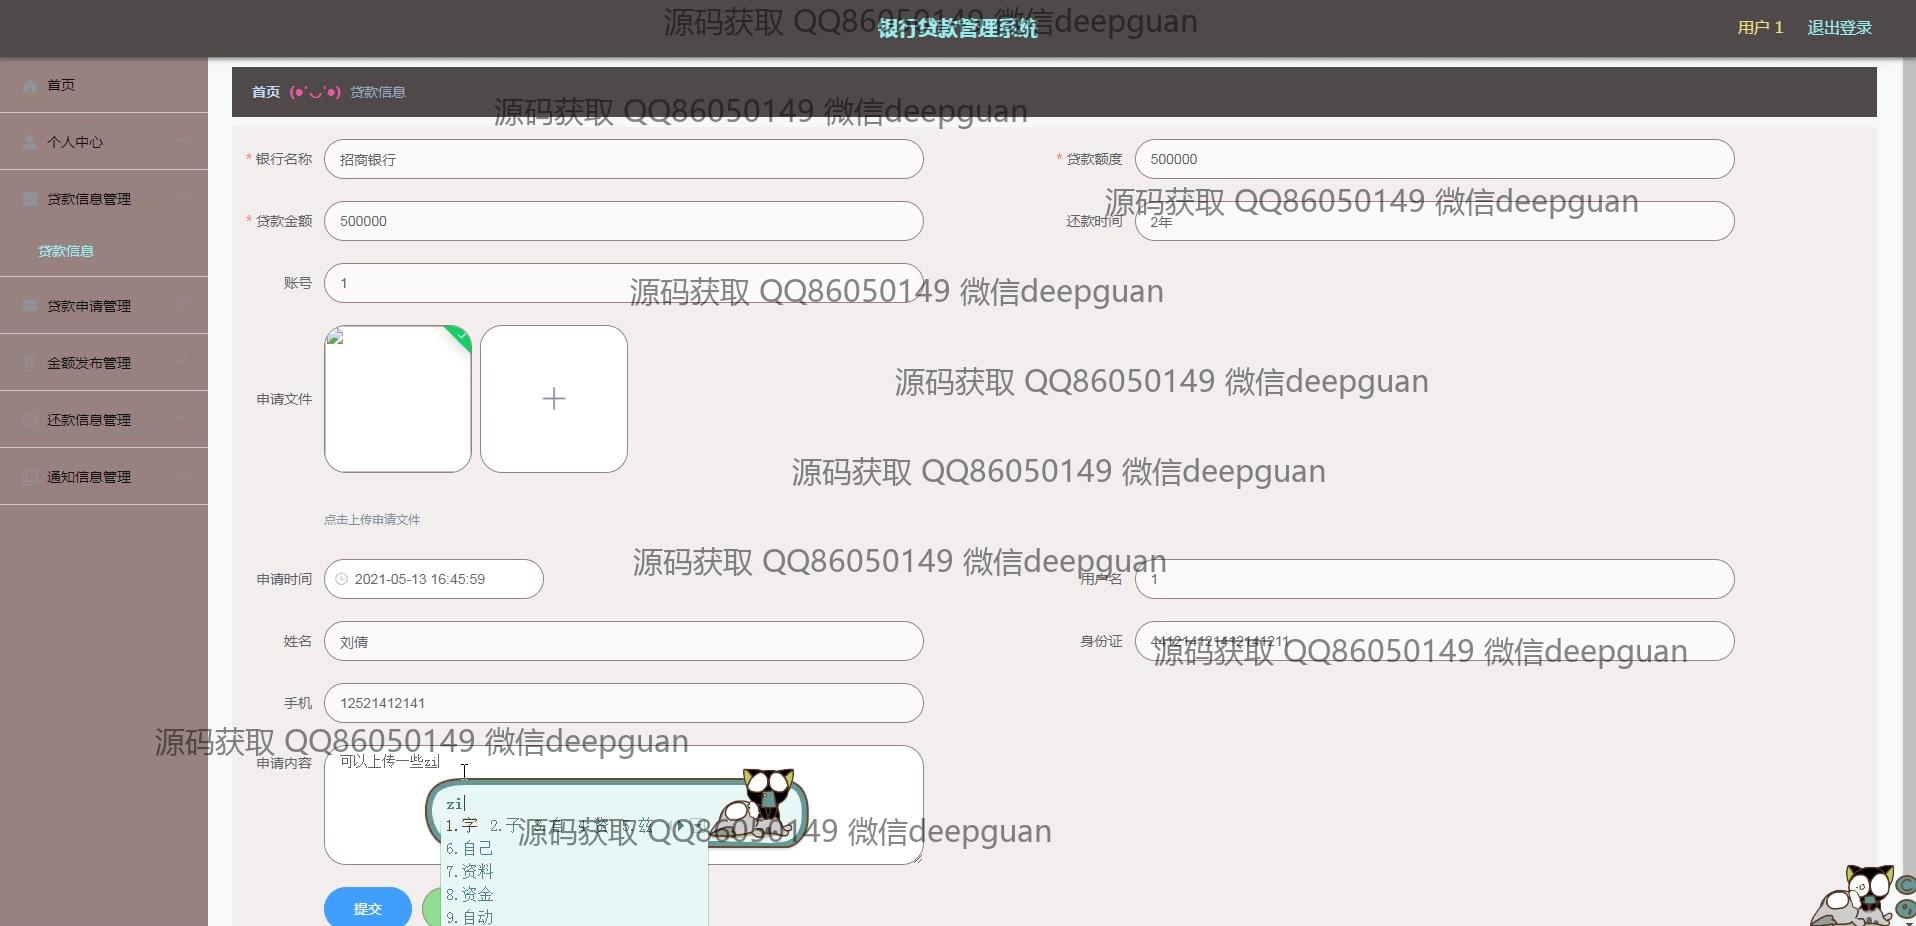 银行贷款管理系统
用户 1 退出登录
源码获取 QQ86050149 微信deepguan
首页
个人中心
贷款信息管理
贷款信息
贷款申请管理
金额发布管理
还款信息管理
通知信息管理
首页 (●'◡'●) 贷款信息
源码获取 QQ86050149 微信deepguan
* 银行名称 招商银行
* 贷款额度 500000
源码获取 QQ86050149 微信deepguan
* 贷款金额 500000
还款时间 2年
账号 1
源码获取 QQ86050149 微信deepguan
申请文件
源码获取 QQ86050149 微信deepguan
源码获取 QQ86050149 微信deepguan
点击上传申请文件
源码获取 QQ86050149 微信deepguan
申请时间 2021-05-13 16:45:59
用户名 1
姓名 刘倩
身份证
源码获取 QQ86050149 微信deepguan
手机 12521412141
源码获取 QQ86050149 微信deepguan
申请内容 可以上传一些zi
zi
1.字 2.子 3.自 4.资 5.兹
源码获取 QQ86050149 微信deepguan
6.自己
7.资料
8.资金
9.自动
提交